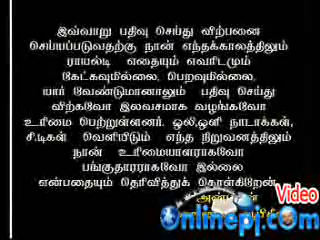 இவ்வாறு பதிவு செய்து விற்பனை
செய்யப்படுவதற்கு நான் எந்தக்காலத்திலும்
ராயல்டி எதையும் எவரிடமும்
கேட்கவுமில்லை, பெறவுமில்லை,
யார் வேண்டுமானாலும் பதிவு செய்து
விற்கவோ இலவசமாக வழங்கவோ
உரிமை பெற்றுள்ளனர். ஒலி,ஒளி நாடாக்கள்,
சி.டிகள் வெளியிடும் எந்த நிறுவனத்திலும்
நான் உரிமையாளராகவோ
பங்குதாரராகவோ இல்லை
என்பதையும் தெரிவித்துக் கொள்கிறேன்.
Video
Onlinepj.com